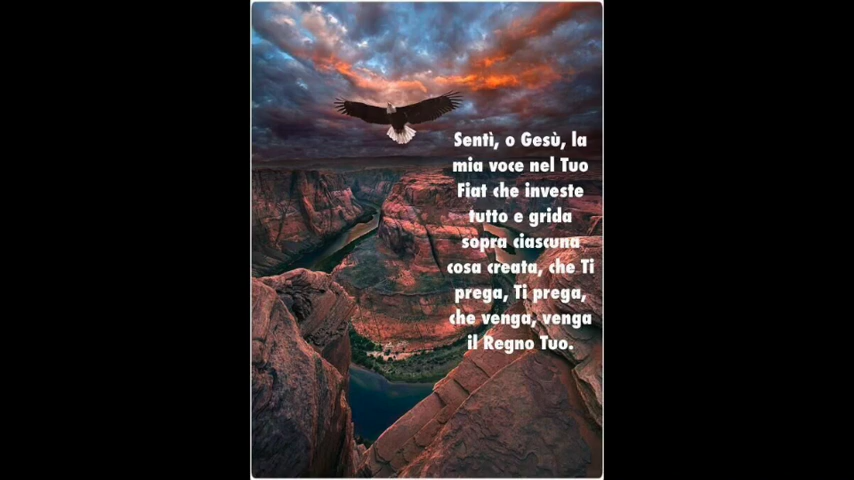 Sentì, o Gesù, la
mia voce nel Tuo
Fiat che investe
tutto e grida
sopra ciascuna
cosa creata, che Ti
prega, Ti prega,
che venga, venga
il Regno Tuo.